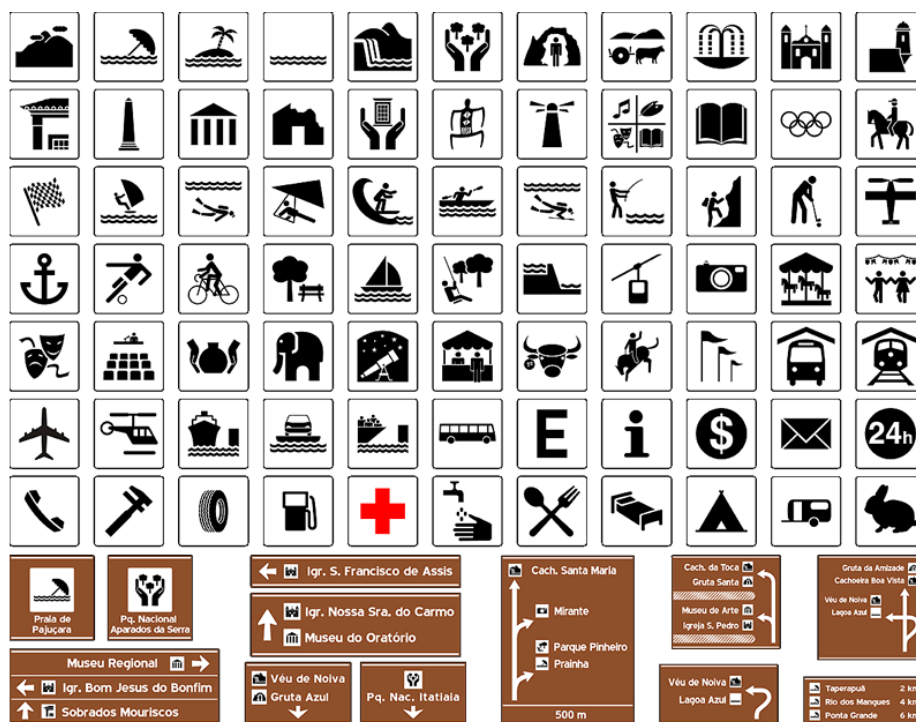 E
i
$
24h
Praia de
Pajuçara
Pq. Nacional
Aparados da Serra
Igr. S. Francisco de Assis
Igr. Nossa Sra. do Carmo
Museu do Oratório
Cach. Santa Maria
Mirante
Parque Pinheiro
Prainha
500 m
Cach. da Toca
Gruta Santa
Museu de Arte
Igreja S. Pedro
Gruta da Amizade
Cachoeira Boa Vista
Véu de Noiva
Lagoa Azul
Museu Regional
Igr. Bom Jesus do Bonfim
Sobrados Mouriscos
Véu de Noiva
Gruta Azul
Pq. Nac. Itatiaia
Véu de Noiva
Lagoa Azul
Taperapuã 2 k
Rio dos Mangues 4 k
Ponta Grande 6 k